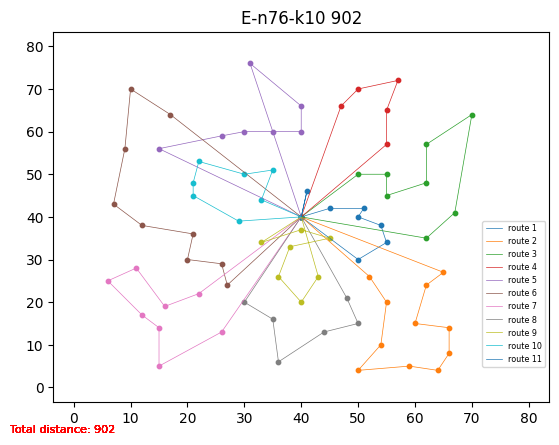 E-n76-k10 902
80
70
60
50
40
30
20
10
0
route 1
route 2
route 3
route 4
route 5
route 6
route 7
route 8
route 9
route 10
route 11
0 10 20 30 40 50 60 70 80
Total distance: 902